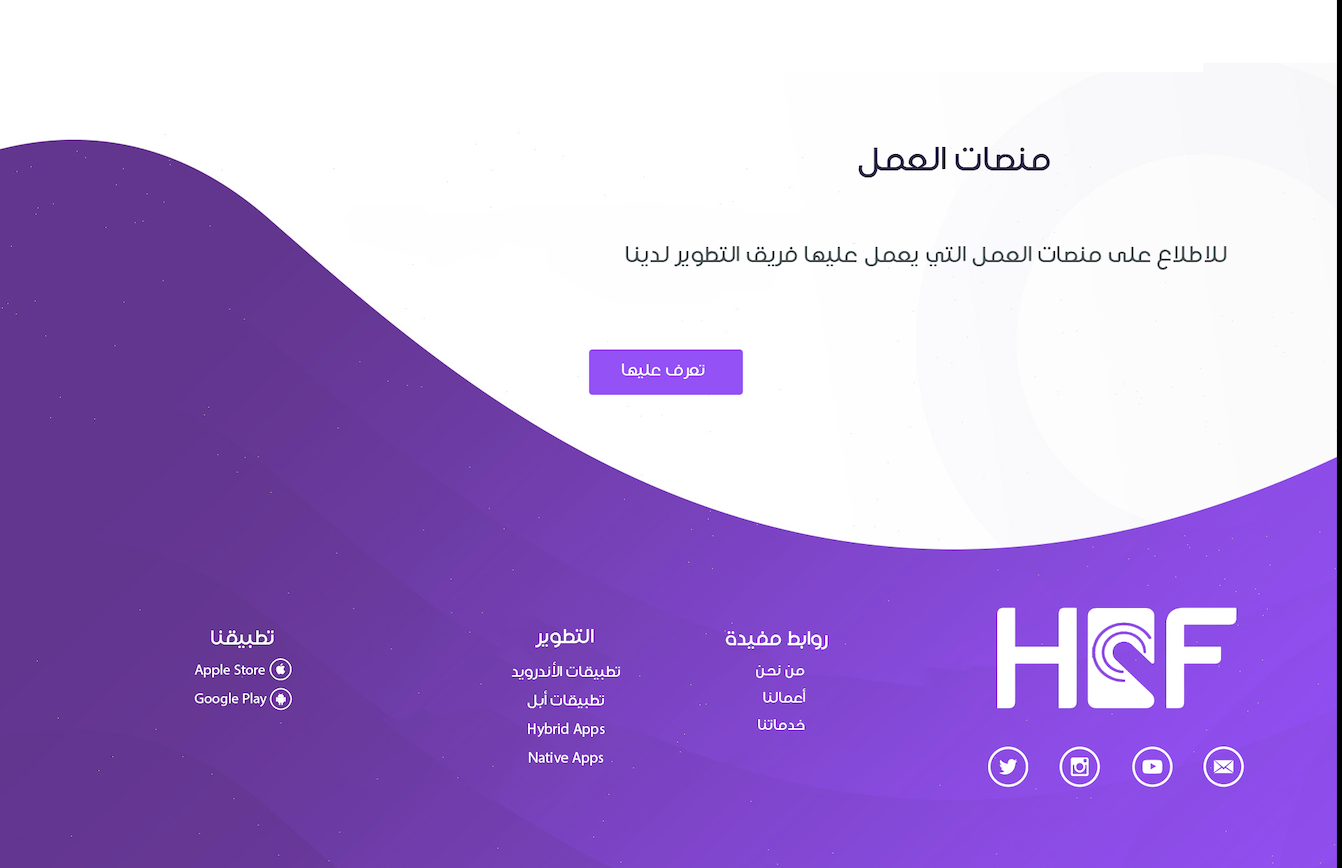 منصات العمل
للاطلاع على منصات العمل التي يعمل عليها فريق التطوير لدينا
تعرف عليها
HQF
روابط مفيدة
من نحن
أعمالنا
خدماتنا
التطوير
تطبيقات الأندرويد
تطبيقات أبل
Hybrid Apps
Native Apps
تطبيقنا
Apple Store
Google Play